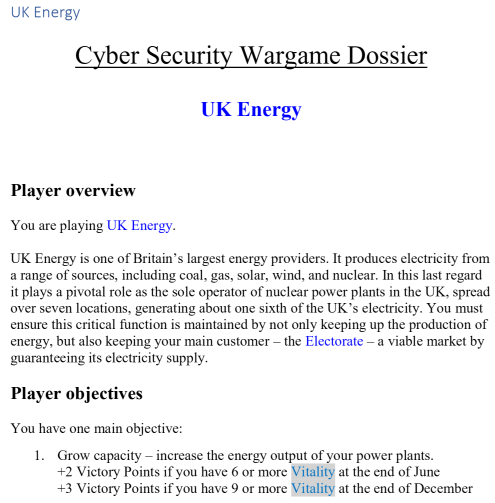 UK Energy
Cyber Security Wargame Dossier
UK Energy
Player overview
You are playing UK Energy.
UK Energy is one of Britain's largest energy providers. It produces electricity from
a range of sources, including coal, gas, solar, wind, and nuclear. In this last regard
it plays a pivotal role as the sole operator of nuclear power plants in the UK, spread
over seven locations, generating about one sixth of the UK's electricity. You must
ensure this critical function is maintained by not only keeping up the production of
energy, but also keeping your main customer – the Electorate – a viable market by
guaranteeing its electricity supply.
Player objectives
You have one main objective:
1. Grow capacity – increase the energy output of your power plants.
+2 Victory Points if you have 6 or more Vitality at the end of June
+3 Victory Points if you have 9 or more Vitality at the end of December